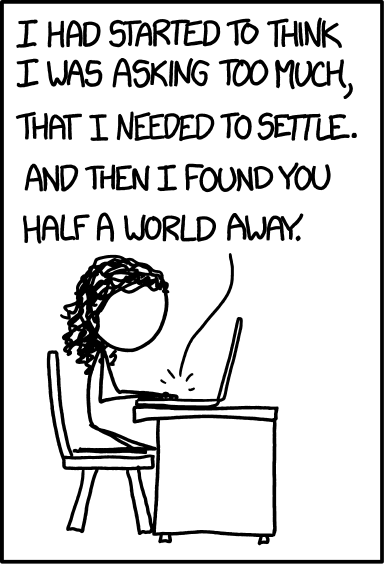 I HAD STARTED TO THINK
I WAS ASKING TOO MUCH,
THAT I NEEDED TO SETTLE.
AND THEN I FOUND YOU
HALF A WORLD AWAY.